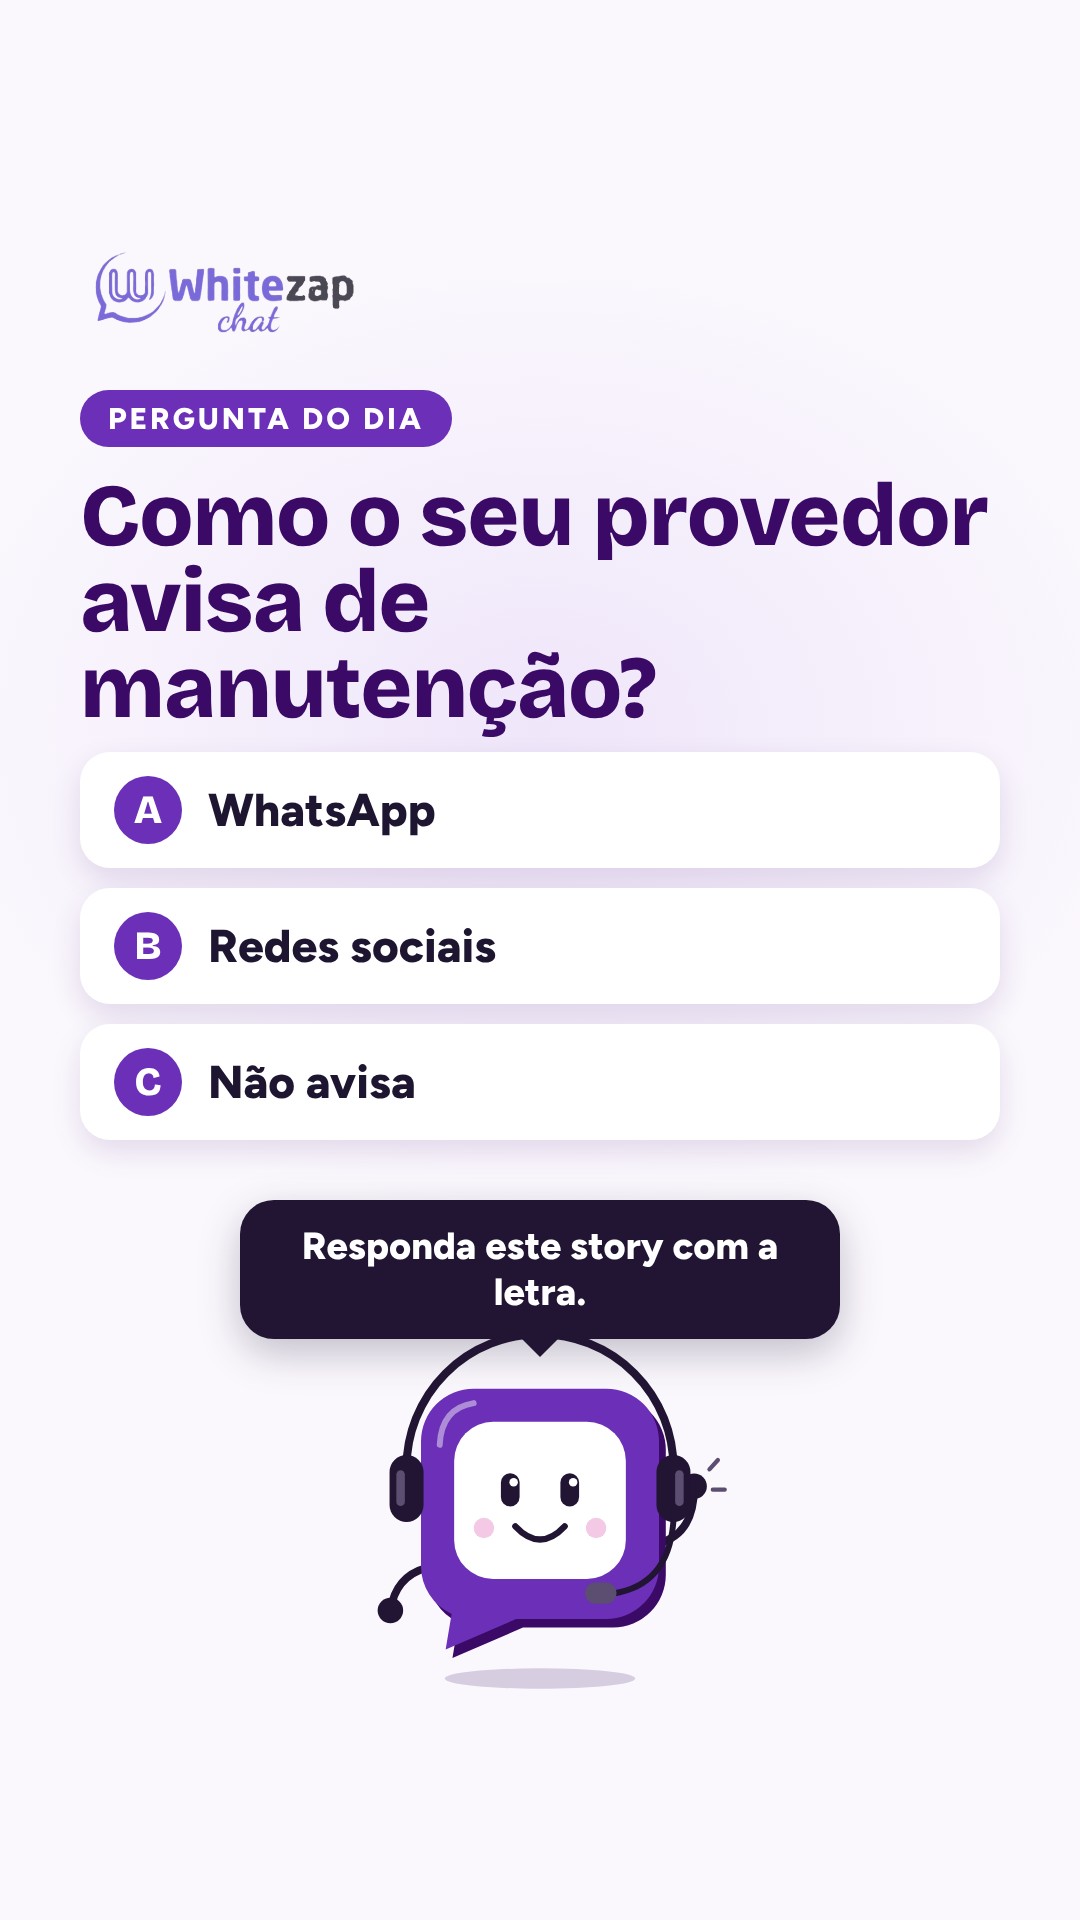 Whitezap
chat
PERGUNTA DO DIA
Como o seu provedor
avisa de
manutenção?
A WhatsApp
B Redes sociais
C Não avisa
Responda este story com a
letra.